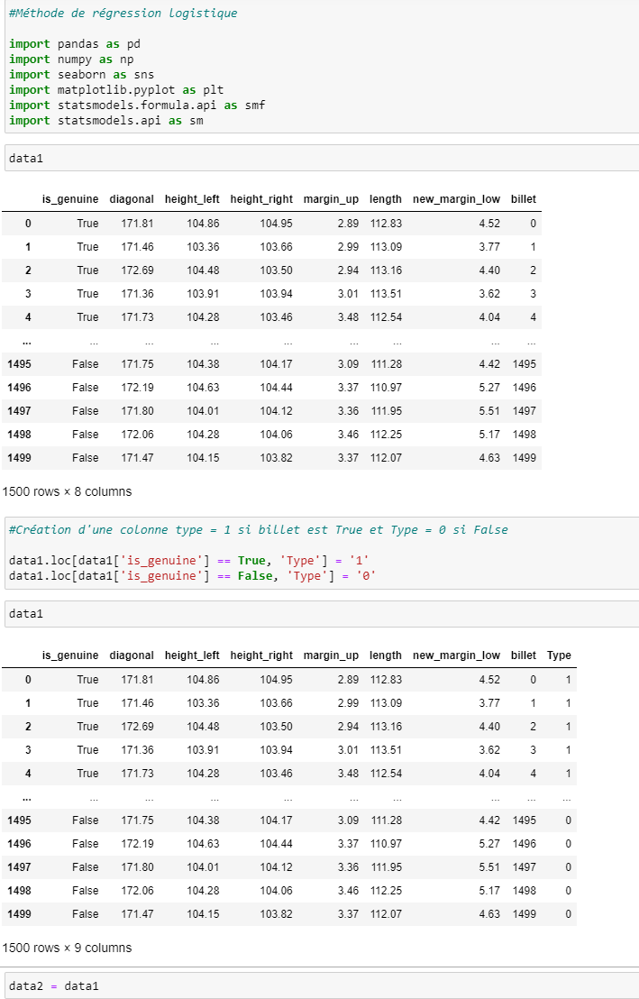 #Méthode de régression logistique
import pandas as pd
import numpy as np
import seaborn as sns
import matplotlib.pyplot as plt
import statsmodels.formula.api as smf
import statsmodels.api as sm
data1
is_genuine diagonal height_left height_right margin_up length new_margin_low billet
0 True 171.81 104.86 104.95 2.89 112.83 4.52 0
1 True 171.46 103.36 103.66 2.99 113.09 3.77 1
2 True 172.69 104.48 103.50 2.94 113.16 4.40 2
3 True 171.36 103.91 103.94 3.01 113.51 3.62 3
4 True 171.73 104.28 103.46 3.48 112.54 4.04 4
... ... ... ... ... ... ... ... ...
1495 False 171.75 104.38 104.17 3.09 111.28 4.42 1495
1496 False 172.19 104.63 104.44 3.37 110.97 5.27 1496
1497 False 171.80 104.01 104.12 3.36 111.95 5.51 1497
1498 False 172.06 104.28 104.06 3.46 112.25 5.17 1498
1499 False 171.47 104.15 103.82 3.37 112.07 4.63 1499
1500 rows × 8 columns
#Création d'une colonne type = 1 si billet est True et Type = 0 si False
data1.loc[data1['is_genuine'] == True, 'Type'] = '1'
data1.loc[data1['is_genuine'] == False, 'Type'] = '0'
data1
is_genuine diagonal height_left height_right margin_up length new_margin_low billet Type
0 True 171.81 104.86 104.95 2.89 112.83 4.52 0 1
1 True 171.46 103.36 103.66 2.99 113.09 3.77 1 1
2 True 172.69 104.48 103.50 2.94 113.16 4.40 2 1
3 True 171.36 103.91 103.94 3.01 113.51 3.62 3 1
4 True 171.73 104.28 103.46 3.48 112.54 4.04 4 1
... ... ... ... ... ... ... ... ... ...
1495 False 171.75 104.38 104.17 3.09 111.28 4.42 1495 0
1496 False 172.19 104.63 104.44 3.37 110.97 5.27 1496 0
1497 False 171.80 104.01 104.12 3.36 111.95 5.51 1497 0
1498 False 172.06 104.28 104.06 3.46 112.25 5.17 1498 0
1499 False 171.47 104.15 103.82 3.37 112.07 4.63 1499 0
1500 rows × 9 columns
data2 = data1